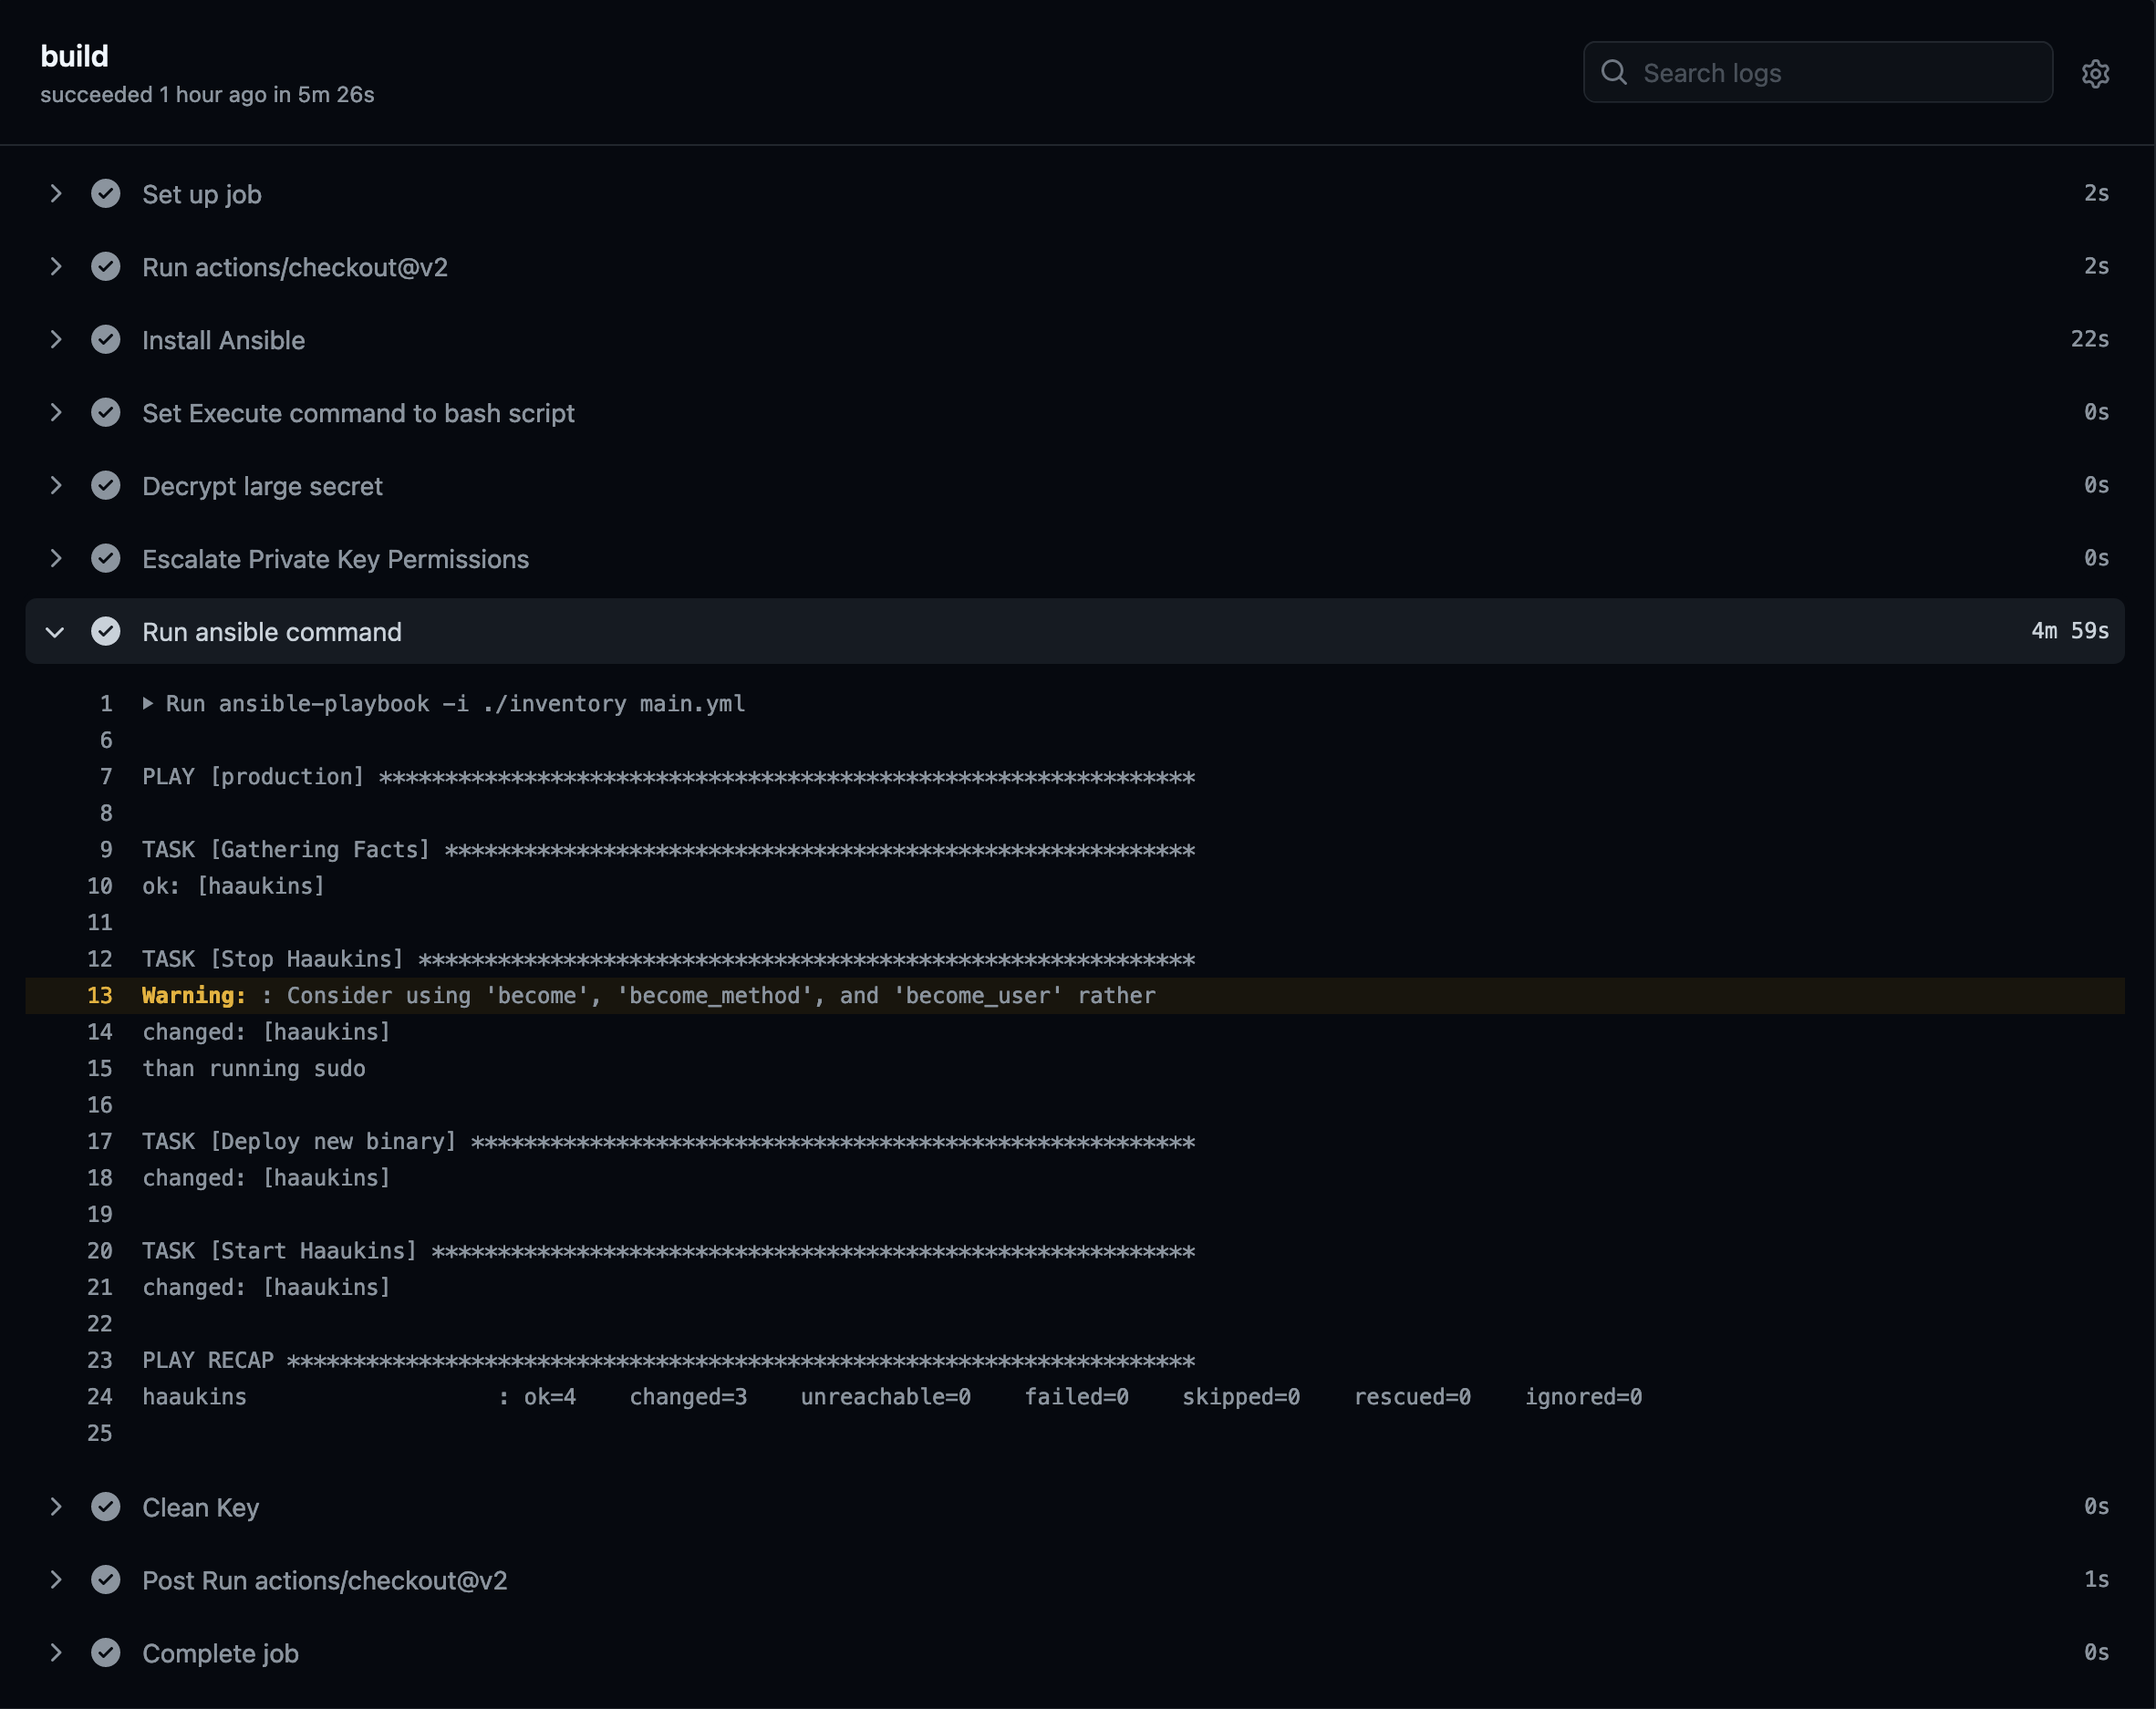 build
succeeded 1 hour ago in 5m 26s
Search logs
Set up job 2s
Run actions/checkout@v2 2s
Install Ansible 22s
Set Execute command to bash script 0s
Decrypt large secret 0s
Escalate Private Key Permissions 0s
Run ansible command 4m 59s
1 Run ansible-playbook -i ./inventory main.yml
6
7 PLAY [production] **************************************************************
8
9 TASK [Gathering Facts] *********************************************************
10 ok: [haaukins]
11
12 TASK [Stop Haaukins] ***********************************************************
13 Warning: : Consider using 'become', 'become_method', and 'become_user' rather
14 changed: [haaukins]
15 than running sudo
16
17 TASK [Deploy new binary] *******************************************************
18 changed: [haaukins]
19
20 TASK [Start Haaukins] **********************************************************
21 changed: [haaukins]
22
23 PLAY RECAP *********************************************************************
24 haaukins                   : ok=4    changed=3    unreachable=0    failed=0    skipped=0    rescued=0    ignored=0
25
Clean Key 0s
Post Run actions/checkout@v2 1s
Complete job 0s